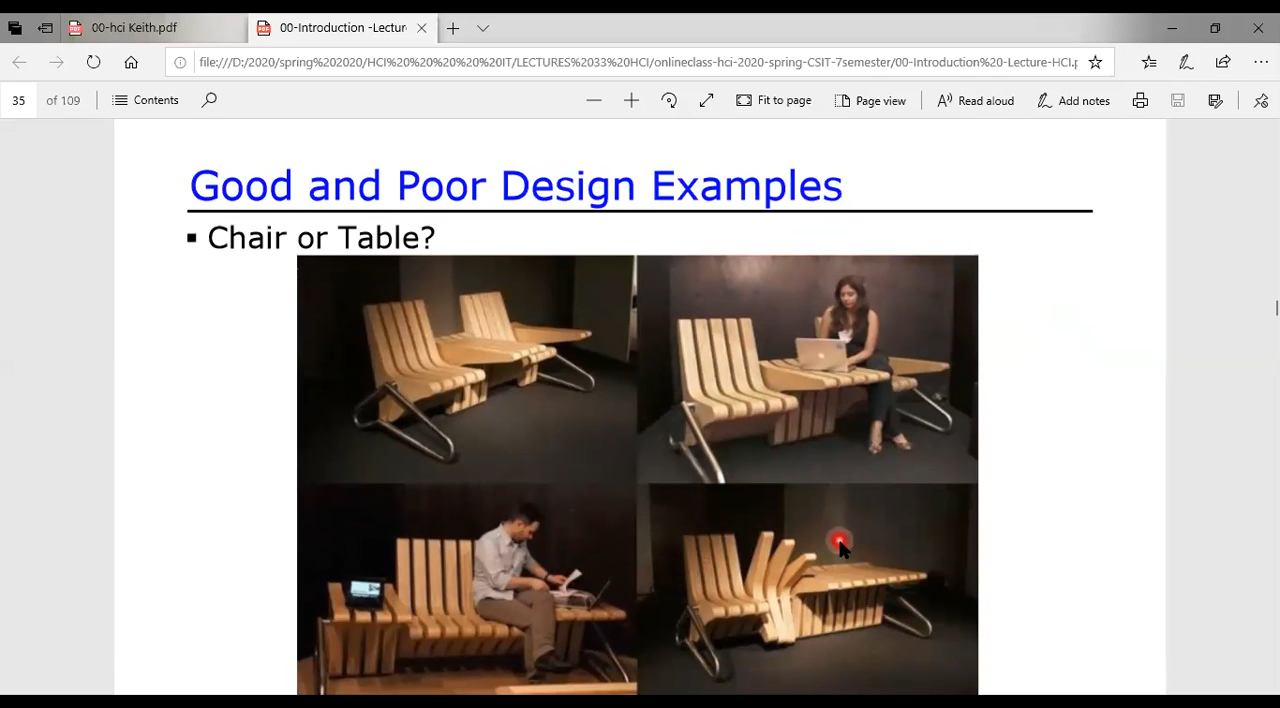 00-hci Keith.pdf
00-Introduction -Lectur
file:///D:/2020/spring%202020/HCI%20%20%20%20%20IT/LECTURES%2033%20HCI/onlineclass-hci-2020-spring-CSIT-7semester/00-Introduction%20-Lecture-HCI.p
35 of 109 Contents Fit to page Page view Read aloud Add notes
Good and Poor Design Examples
▪ Chair or Table?